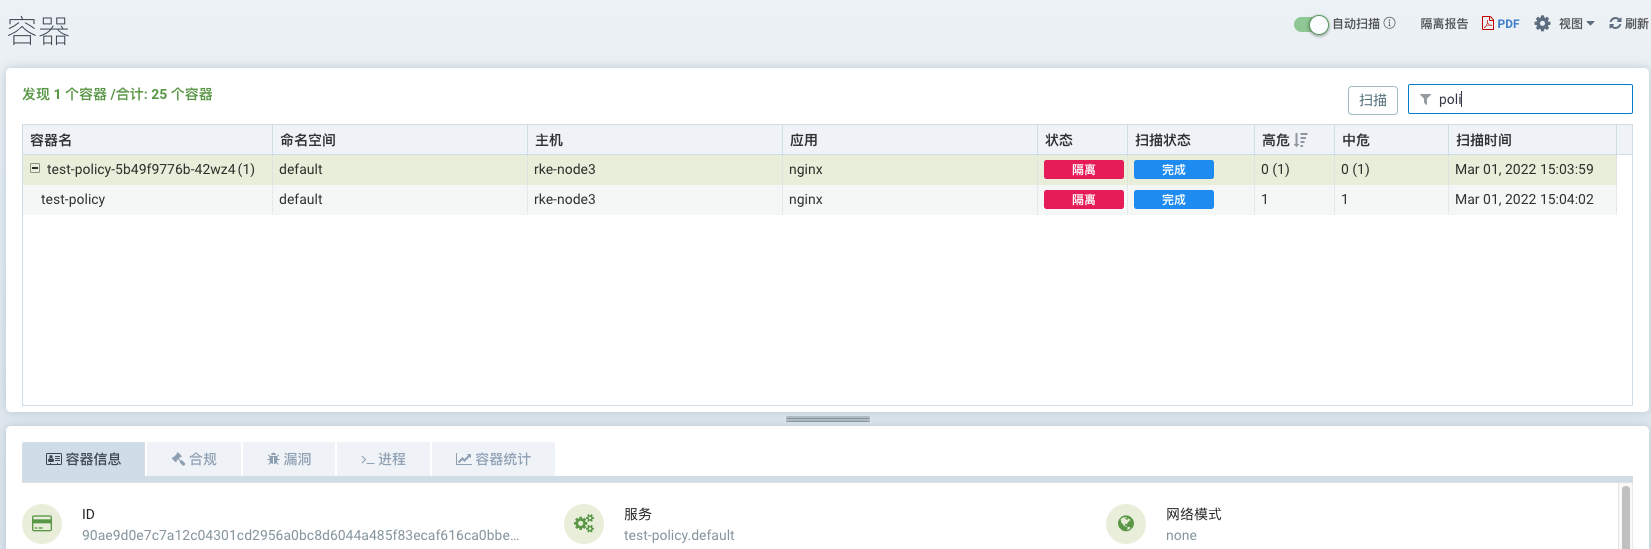 容器
自动扫描 隔离报告 PDF 视图 刷新
发现 1 个容器 /合计: 25 个容器
扫描 poli
容器名 命名空间 主机 应用 状态 扫描状态 高危 中危 扫描时间
test-policy-5b49f9776b-42wz4 (1) default rke-node3 nginx 隔离 完成 0 (1) 0 (1) Mar 01, 2022 15:03:59
test-policy default rke-node3 nginx 隔离 完成 1 1 Mar 01, 2022 15:04:02
容器信息 合规 漏洞 进程 容器统计
ID 服务 网络模式
90ae9d0e7c7a12c04301cd2956a0bc8d6044a485f83ecaf616ca0bbe... test-policy.default none